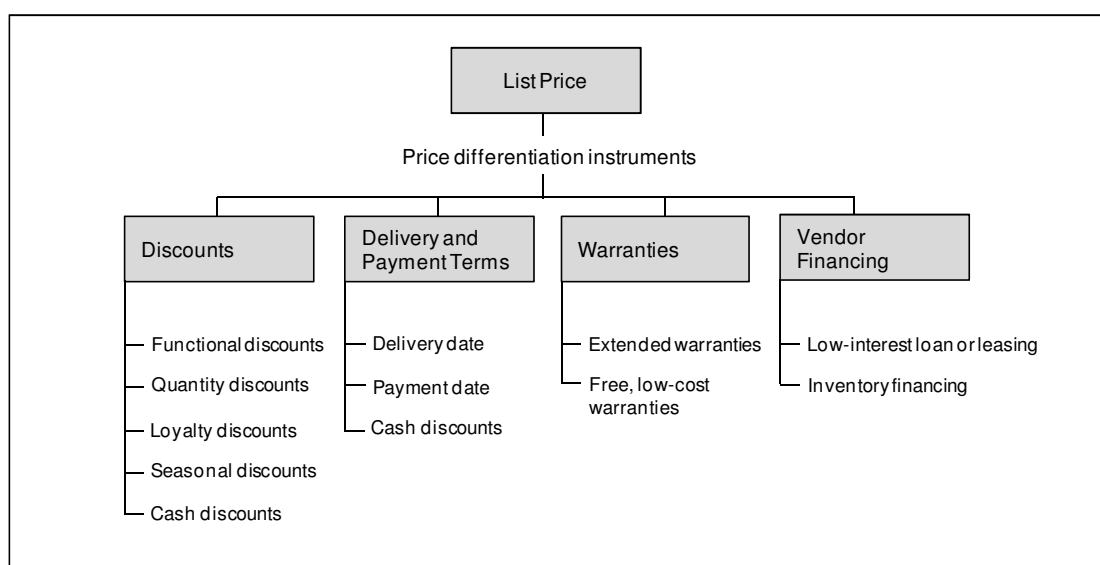 List Price
Price differentiation instruments
Discounts
Functional discounts
Quantity discounts
Loyalty discounts
Seasonal discounts
Cash discounts
Delivery and
Payment Terms
Delivery date
Payment date
Cash discounts
Warranties
Extended warranties
Free, low-cost
warranties
Vendor
Financing
Low-interest loan or leasing
Inventory financing